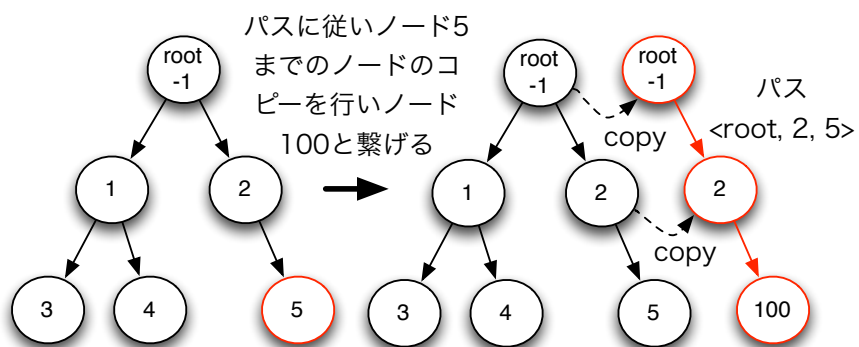 パスに従いノード5
までのノードのコ
ピーを行いノード
100と繋げる
root
-1
1
2
3
4
5
root
-1
1
2
3
4
5
copy
copy
root
-1
2
100
パス
<root, 2, 5>